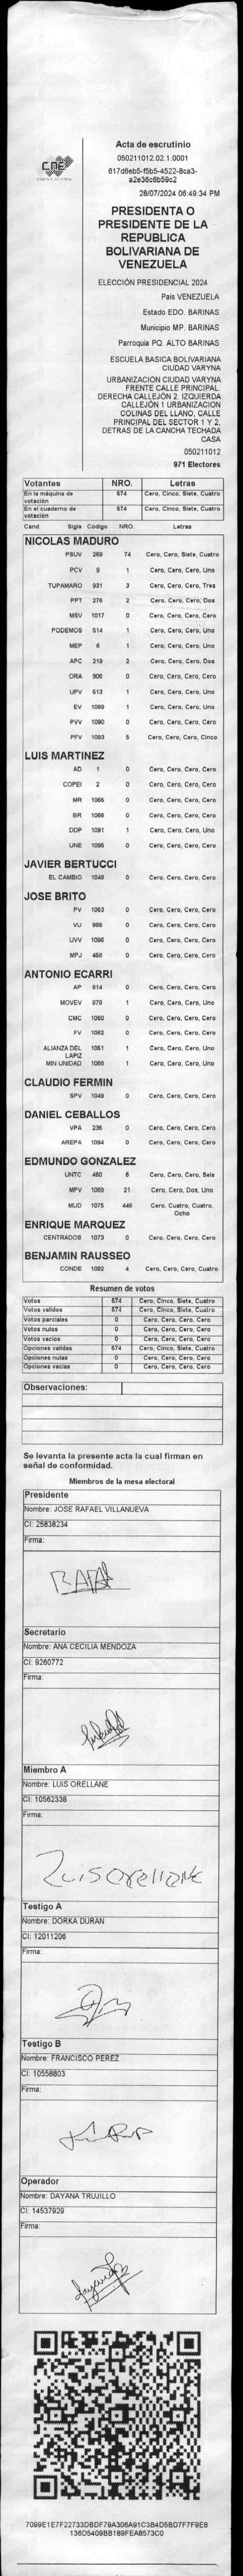 CNE
Acta de escrutinio
050211012.02.1.0001
617d6eb5-f5b5-4522-8ca3-
a2e36c6b59c2
28/07/2024 06:49:34 PM
PRESIDENTA O
PRESIDENTE DE LA
REPUBLICA
BOLIVARIANA DE
VENEZUELA
ELECCIÓN PRESIDENCIAL 2024
País VENEZUELA
Estado EDO. BARINAS
Municipio MP. BARINAS
Parroquia PQ. ALTO BARINAS
ESCUELA BASICA BOLIVARIANA
CIUDAD VARYNA
URBANIZACIÓN CIUDAD VARYNA
FRENTE CALLE PRINCIPAL.
DERECHA CALLEJÓN 2. IZQUIERDA
CALLEJÓN 1 URBANIZACION
COLINAS DEL LLANO. CALLE
PRINCIPAL DEL SECTOR 1 Y 2,
DETRAS DE LA CANCHA TECHADA
CASA
050211012
971 Electores
Votantes NRO. Letras
En la máquina de votación 574 Cero, Cinco, Siete, Cuatro
En el cuaderno de votación 574 Cero, Cinco, Siete, Cuatro
Cand. Sigla Código NRO. Letras
NICOLAS MADURO
PSUV 269 74 Cero, Cero, Siete, Cuatro
PCV 9 1 Cero, Cero, Cero, Uno
TUPAMARO 931 3 Cero, Cero, Cero, Tres
PPT 276 2 Cero, Cero, Cero, Dos
MSV 1017 0 Cero, Cero, Cero, Cero
PODEMOS 514 1 Cero, Cero, Cero, Uno
MEP 6 1 Cero, Cero, Cero, Uno
APC 219 2 Cero, Cero, Cero, Dos
ORA 906 0 Cero, Cero, Cero, Cero
UPV 513 1 Cero, Cero, Cero, Uno
EV 1089 1 Cero, Cero, Cero, Uno
PVV 1090 0 Cero, Cero, Cero, Cero
PFV 1093 5 Cero, Cero, Cero, Cinco
LUIS MARTINEZ
AD 1 0 Cero, Cero, Cero, Cero
COPEI 2 0 Cero, Cero, Cero, Cero
MR 1065 0 Cero, Cero, Cero, Cero
BR 1066 0 Cero, Cero, Cero, Cero
DDP 1091 1 Cero, Cero, Cero, Uno
UNE 1095 0 Cero, Cero, Cero, Cero
JAVIER BERTUCCI
EL CAMBIO 1048 0 Cero, Cero, Cero, Cero
JOSE BRITO
PV 1053 0 Cero, Cero, Cero, Cero
VU 868 0 Cero, Cero, Cero, Cero
UVV 1096 0 Cero, Cero, Cero, Cero
MPJ 458 0 Cero, Cero, Cero, Cero
ANTONIO ECARRI
AP 814 0 Cero, Cero, Cero, Cero
MOVEV 979 1 Cero, Cero, Cero, Uno
CMC 1050 0 Cero, Cero, Cero, Cero
FV 1062 0 Cero, Cero, Cero, Cero
ALIANZA DEL LAPIZ 1051 1 Cero, Cero, Cero, Uno
MIN UNIDAD 1068 1 Cero, Cero, Cero, Uno
CLAUDIO FERMIN
SPV 1049 0 Cero, Cero, Cero, Cero
DANIEL CEBALLOS
VPA 236 0 Cero, Cero, Cero, Cero
AREPA 1084 0 Cero, Cero, Cero, Cero
EDMUNDO GONZALEZ
UNTC 460 6 Cero, Cero, Cero, Seis
MPV 1059 21 Cero, Cero, Dos, Uno
MUD 1075 448 Cero, Cuatro, Cuatro, Ocho
ENRIQUE MARQUEZ
CENTRADOS 1073 0 Cero, Cero, Cero, Cero
BENJAMIN RAUSSEO
CONDE 1092 4 Cero, Cero, Cero, Cuatro
Resumen de votos
Votos 574 Cero, Cinco, Siete, Cuatro
Votos validos 574 Cero, Cinco, Siete, Cuatro
Votos parciales 0 Cero, Cero, Cero, Cero
Votos nulos 0 Cero, Cero, Cero, Cero
Votos vacios 0 Cero, Cero, Cero, Cero
Opciones validas 574 Cero, Cinco, Siete, Cuatro
Opciones nulas 0 Cero, Cero, Cero, Cero
Opciones vacias 0 Cero, Cero, Cero, Cero
Observaciones:
Se levanta la presente acta la cual firman en
señal de conformidad.
Miembros de la mesa electoral
Presidente
Nombre: JOSE RAFAEL VILLANUEVA
CI: 25838234
Firma:
Secretario
Nombre: ANA CECILIA MENDOZA
CI: 9260772
Firma:
Miembro A
Nombre: LUIS ORELLANE
CI: 10562338
Firma:
Luis orellane
Testigo A
Nombre: DORKA DURAN
CI: 12011206
Firma:
Testigo B
Nombre: FRANCISCO PEREZ
CI: 10558803
Firma:
Operador
Nombre: DAYANA TRUJILLO
CI: 14537929
Firma:
7099E1E7F22733DBDF79A306A91C3B4D5BD7F7F9E8
136D5409BB189FEA8573C0